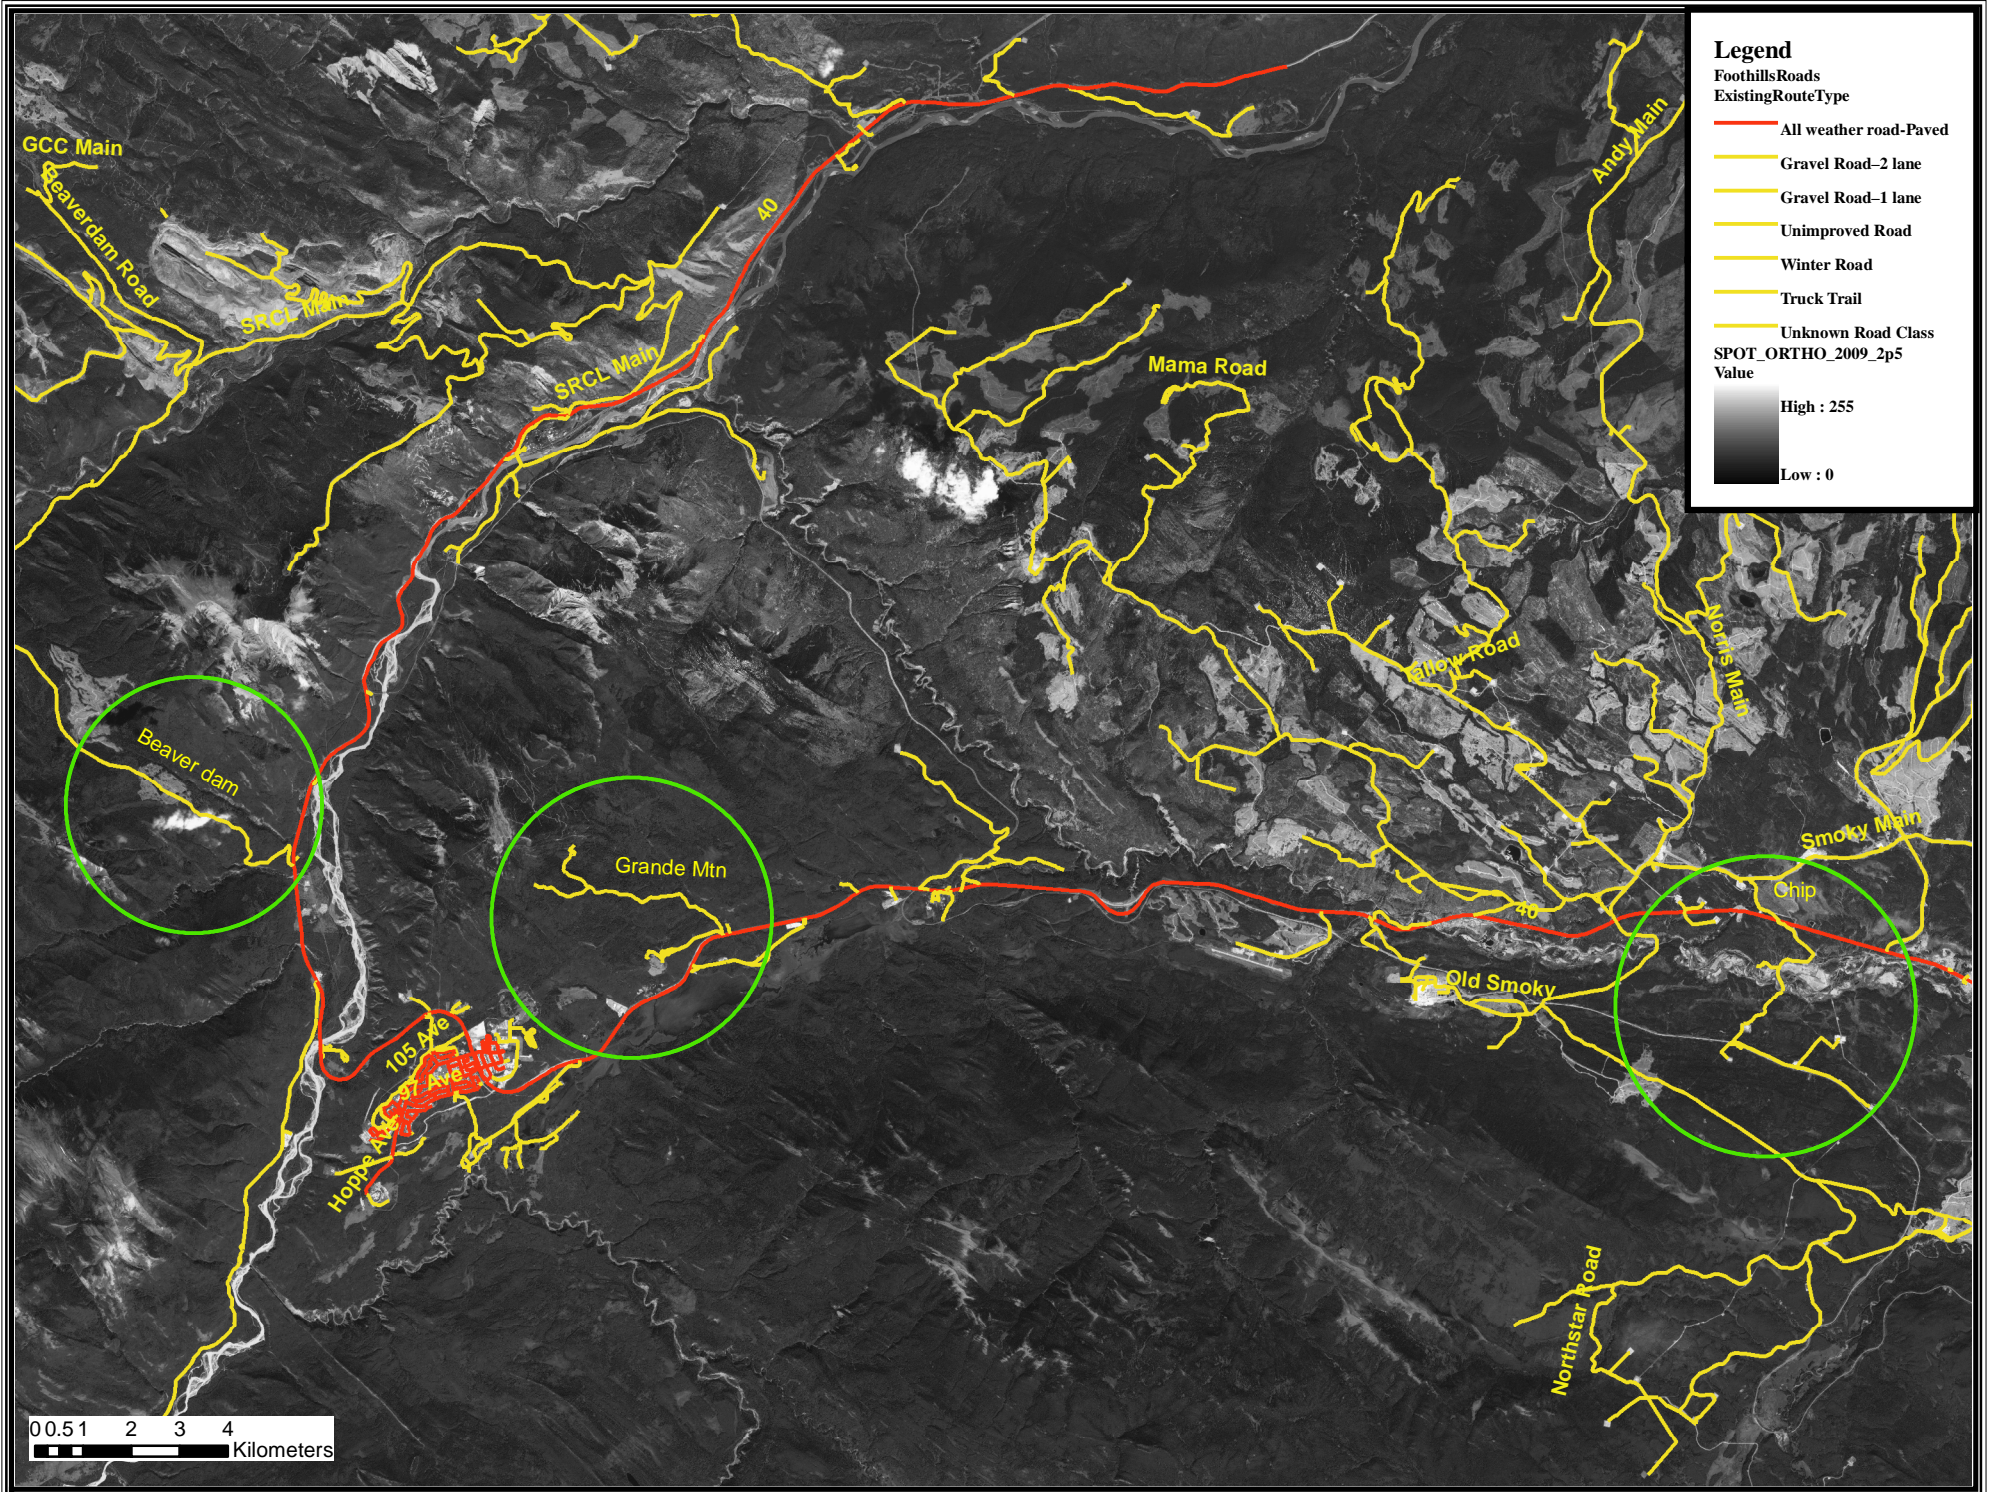 Legend
FoothillsRoads
ExistingRouteType
All weather road-Paved
Gravel Road–2 lane
Gravel Road–1 lane
Unimproved Road
Winter Road
Truck Trail
Unknown Road Class
SPOT_ORTHO_2009_2p5
Value
High : 255
Low : 0
GCC Main
Beaverdam Road
SRCL Main
40
SRCL Main
Andy Main
Mama Road
Tallow Road
Norris Main
Beaver dam
Grande Mtn
Smoky Main
Chip
40
Old Smoky
105 Ave
97 Ave
Hoppe Ave
Northstar Road
0 0.5 1 2 3 4
Kilometers